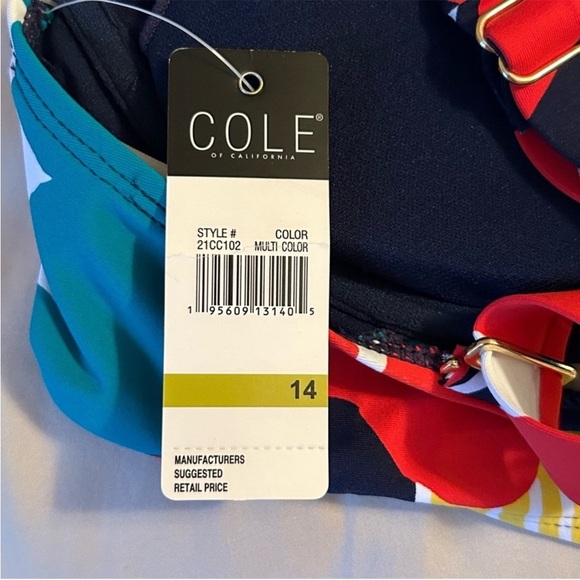 COLE®
OF CALIFORNIA
STYLE # COLOR
21CC102 MULTI COLOR
1 95609 13140 5
14
MANUFACTURERS
SUGGESTED
RETAIL PRICE